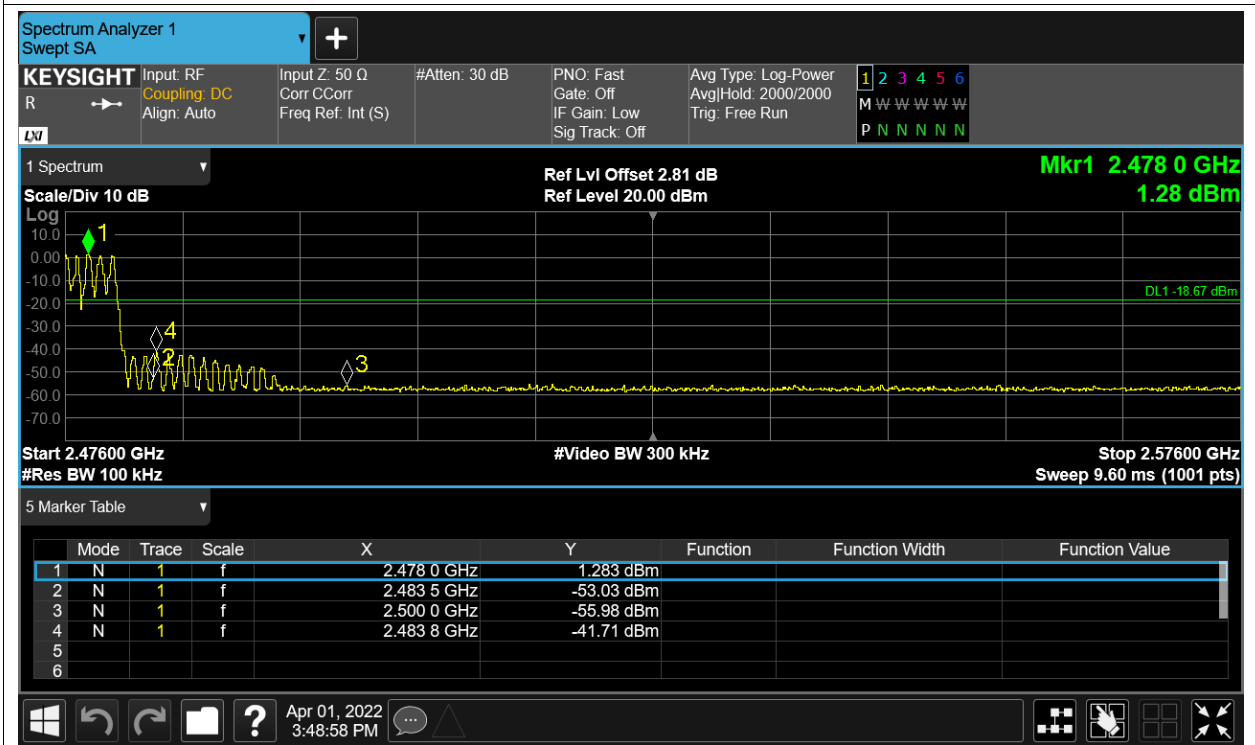 Spectrum Analyzer 1
Swept SA
KEYSIGHT Input: RF Input Z: 50 Ω #Atten: 30 dB PNO: Fast Avg Type: Log-Power 1 2 3 4 5 6
R Coupling: DC Corr CCorr Gate: Off Avg|Hold: 2000/2000 M W W W W W W
Align: Auto Freq Ref: Int (S) IF Gain: Low Trig: Free Run
LXI Sig Track: Off P N N N N N N
1 Spectrum Ref Lvl Offset 2.81 dB Mkr1 2.478 0 GHz
Scale/Div 10 dB Ref Level 20.00 dBm 1.28 dBm
Log
10.0 1
0.00
-10.0
DL1 -18.67 dBm
-20.0
-30.0 4
-40.0 2
-50.0 3
-60.0
-70.0
Start 2.47600 GHz #Video BW 300 kHz Stop 2.57600 GHz
#Res BW 100 kHz Sweep 9.60 ms (1001 pts)
5 Marker Table
Mode Trace Scale X Y Function Function Width Function Value
1 N 1 f 2.478 0 GHz 1.283 dBm
2 N 1 f 2.483 5 GHz -53.03 dBm
3 N 1 f 2.500 0 GHz -55.98 dBm
4 N 1 f 2.483 8 GHz -41.71 dBm
5
6
? Apr 01, 2022
3:48:58 PM